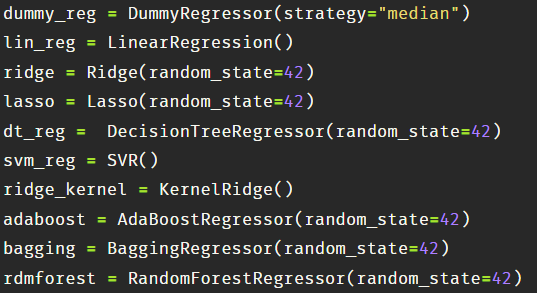 dummy_reg = DummyRegressor(strategy="median")
lin_reg = LinearRegression()
ridge = Ridge(random_state=42)
lasso = Lasso(random_state=42)
dt_reg =  DecisionTreeRegressor(random_state=42)
svm_reg = SVR()
ridge_kernel = KernelRidge()
adaboost = AdaBoostRegressor(random_state=42)
bagging = BaggingRegressor(random_state=42)
rdmforest = RandomForestRegressor(random_state=42)